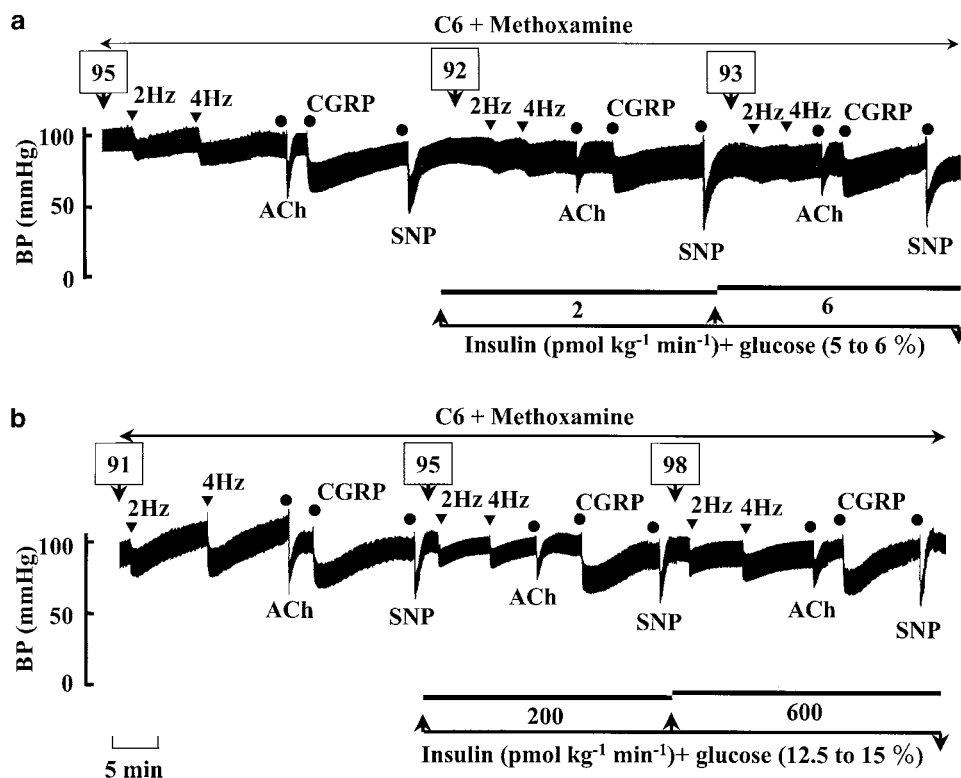 a
C6 + Methoxamine
95 92 93
2Hz 4Hz CGRP 2Hz 4Hz CGRP 2Hz 4Hz CGRP
100
50
0
BP (mmHg)
ACh SNP ACh SNP ACh SNP
2 6
Insulin (pmol kg⁻¹ min⁻¹)+ glucose (5 to 6 %)
b
C6 + Methoxamine
91 95 98
2Hz 4Hz CGRP 2Hz 4Hz CGRP 2Hz 4Hz CGRP
100
50
0
BP (mmHg)
ACh SNP ACh SNP ACh SNP
200 600
Insulin (pmol kg⁻¹ min⁻¹)+ glucose (12.5 to 15 %)
5 min